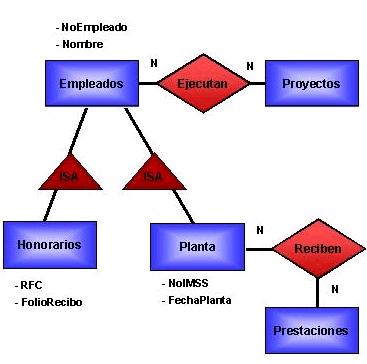 - NoEmpleado
- Nombre
N
N
Empleados
Ejecutan
Proyectos
ISA
ISA
Honorarios
Planta
N
Reciben
- RFC
- FolioRecibo
- NoIMSS
- FechaPlanta
N
Prestaciones